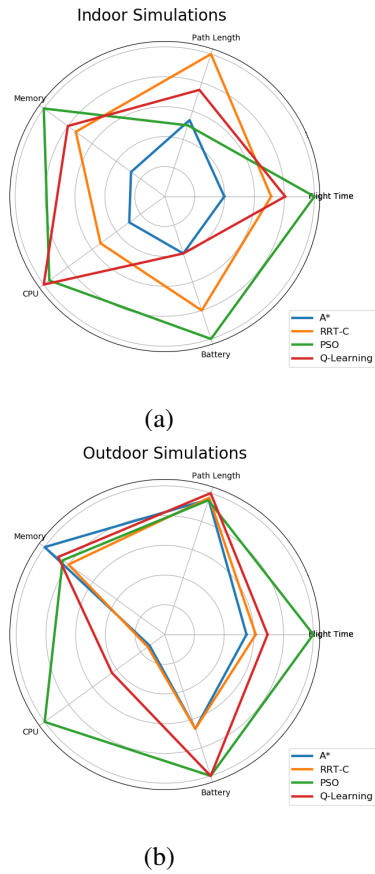 Indoor Simulations
Path Length
Memory
Flight Time
CPU
Battery
A*
RRT-C
PSO
Q-Learning
(a)
Outdoor Simulations
Path Length
Memory
Flight Time
CPU
Battery
A*
RRT-C
PSO
Q-Learning
(b)